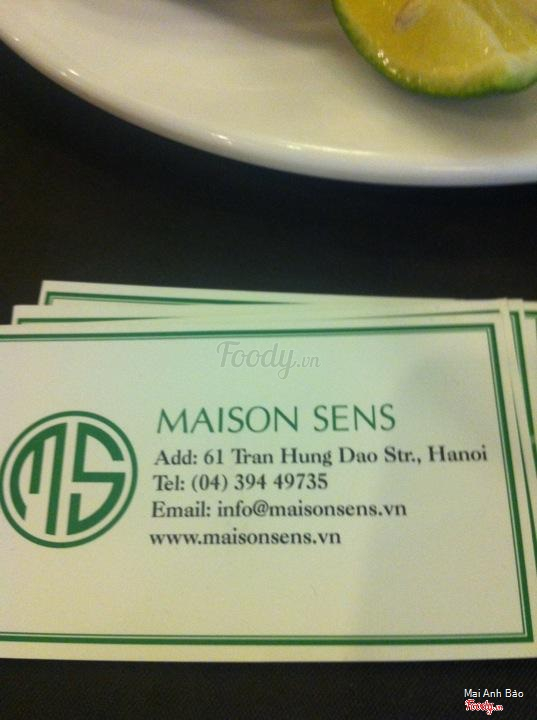 Foody.vn
MAISON SENS
MS
Add: 61 Tran Hung Dao Str., Hanoi
Tel: (04) 394 49735
Email: info@maisonsens.vn
www.maisonsens.vn
Mai Anh Bảo
Foody.vn